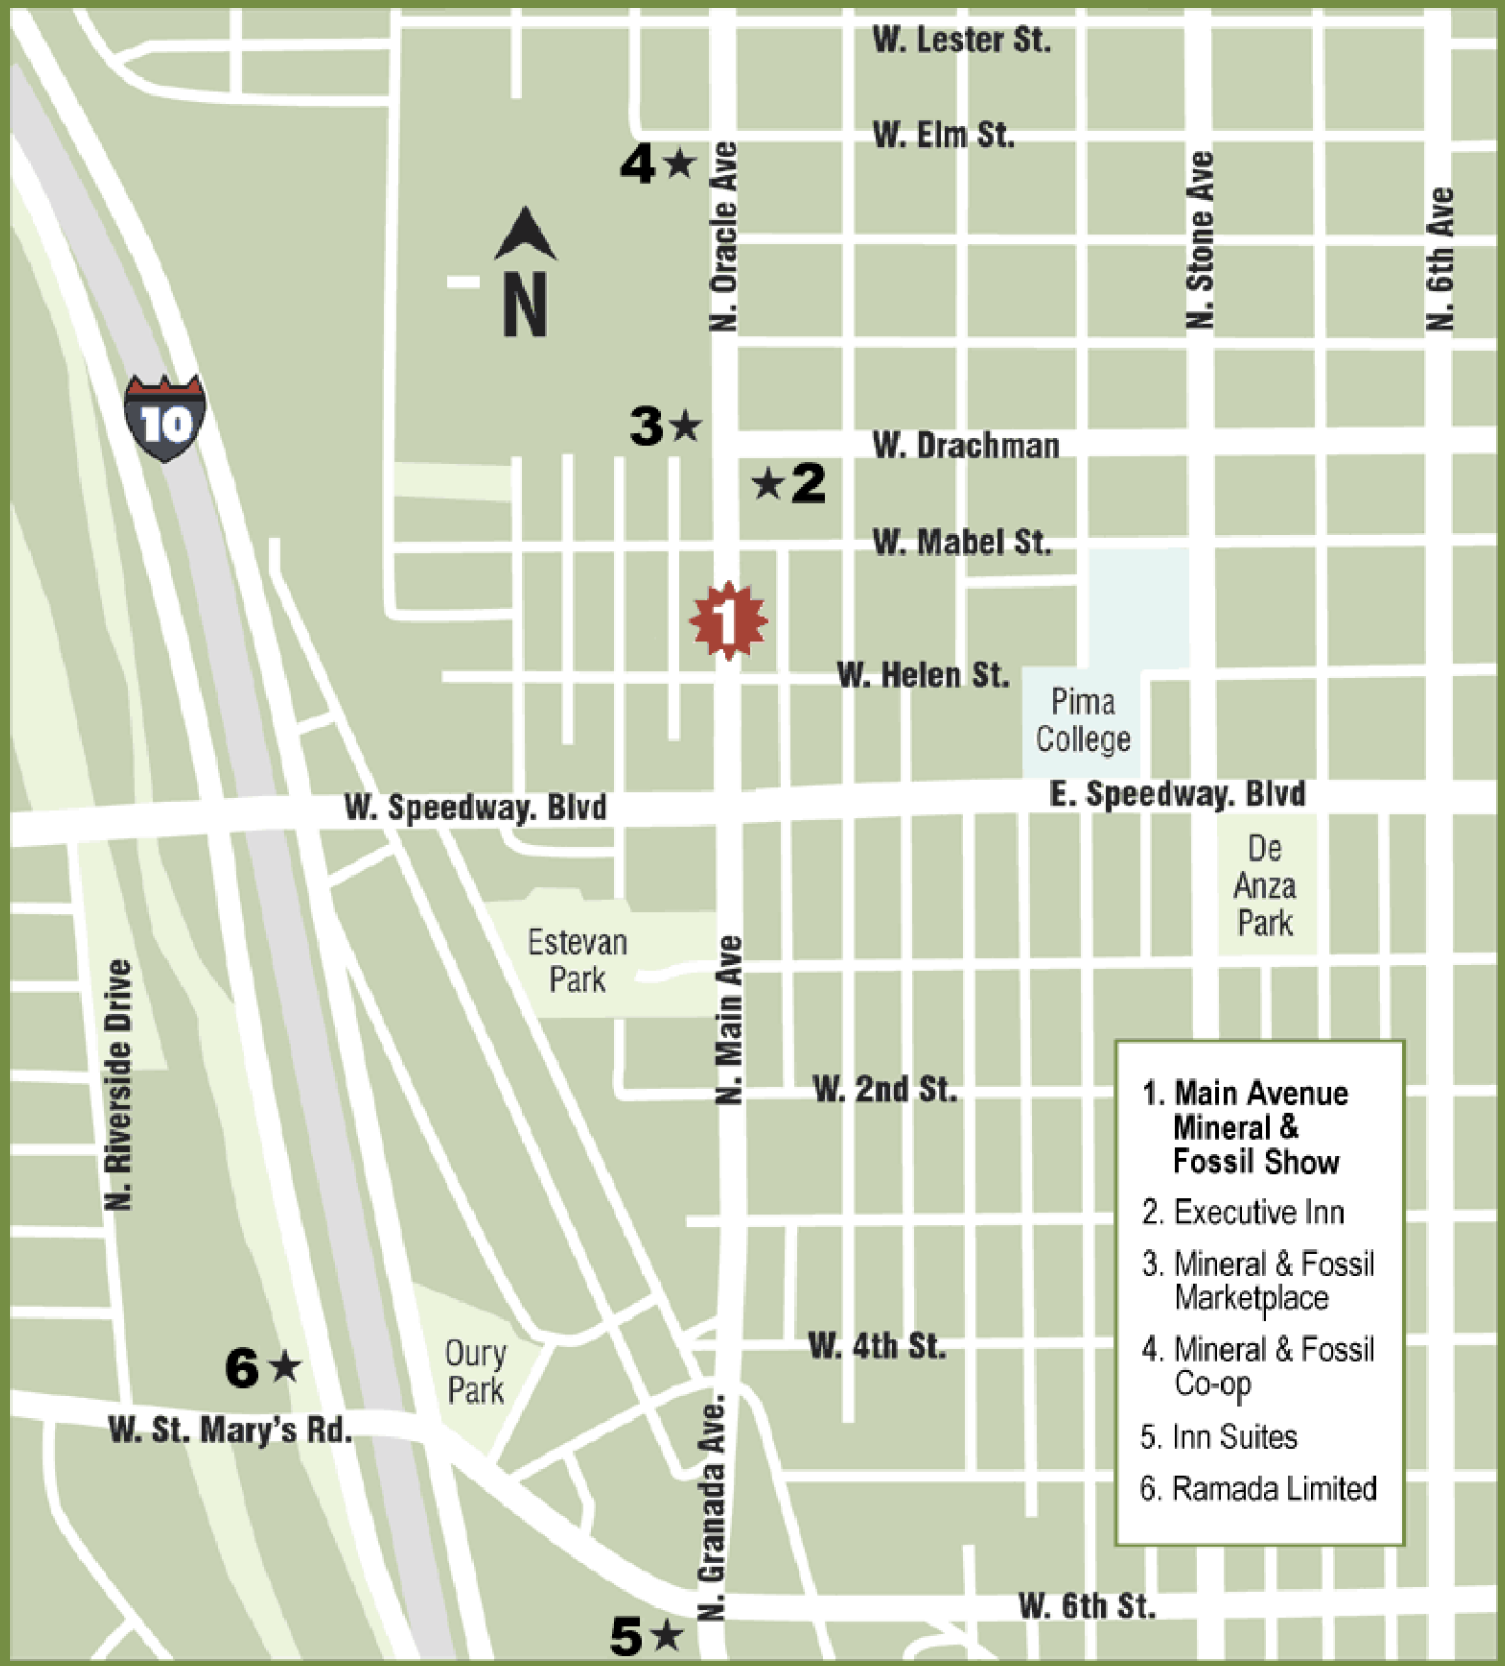 W. Lester St.
W. Elm St.
4
N. Oracle Ave
N. Stone Ave
N. 6th Ave
N
10
3
W. Drachman
2
W. Mabel St.
1
W. Helen St.
Pima
College
W. Speedway. Blvd
E. Speedway. Blvd
De
Anza
Park
Estevan
Park
N. Main Ave
N. Riverside Drive
W. 2nd St.
1. Main Avenue
Mineral &
Fossil Show
2. Executive Inn
3. Mineral & Fossil
Marketplace
4. Mineral & Fossil
Co-op
5. Inn Suites
6. Ramada Limited
W. 4th St.
Oury
Park
6
W. St. Mary's Rd.
N. Granada Ave.
W. 6th St.
5